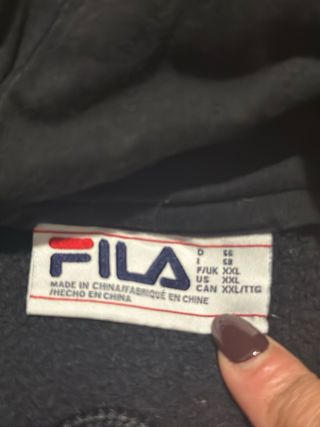 FILA
D 56
I 58
F/UK XXL
US XXL
CAN XXL/TTG
MADE IN CHINA/FABRIQUÉ EN CHINE
/HECHO EN CHINA